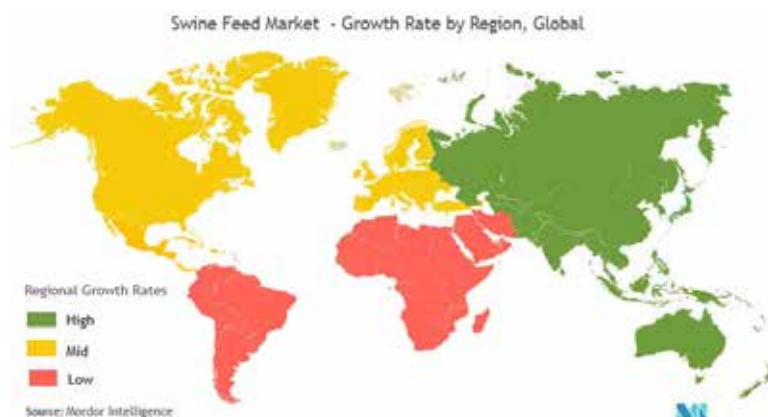 Swine Feed Market - Growth Rate by Region, Global
Regional Growth Rates
High
Mid
Low
Source: Mordor Intelligence